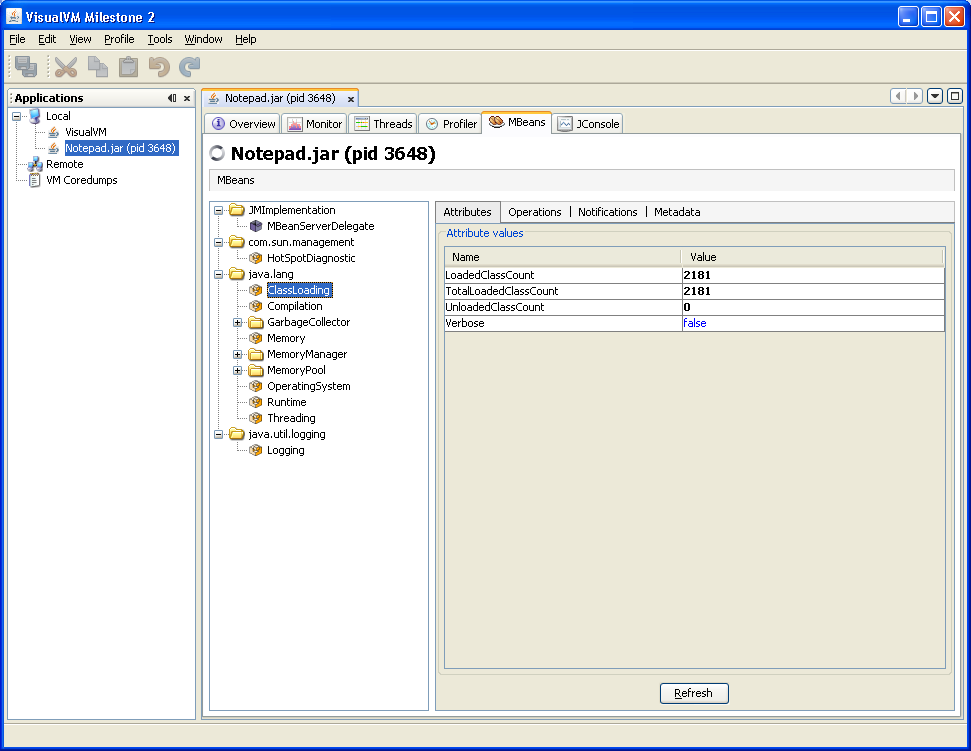 VisualVM Milestone 2
File Edit View Profile Tools Window Help
Applications
Local
VisualVM
Notepad.jar (pid 3648)
Remote
VM Coredumps
Notepad.jar (pid 3648)
Overview Monitor Threads Profiler MBeans JConsole
Notepad.jar (pid 3648)
MBeans
JMImplementation
MBeanServerDelegate
com.sun.management
HotSpotDiagnostic
java.lang
ClassLoading
Compilation
GarbageCollector
Memory
MemoryManager
MemoryPool
OperatingSystem
Runtime
Threading
java.util.logging
Logging
Attributes Operations Notifications Metadata
Attribute values
Name Value
LoadedClassCount 2181
TotalLoadedClassCount 2181
UnloadedClassCount 0
Verbose false
Refresh